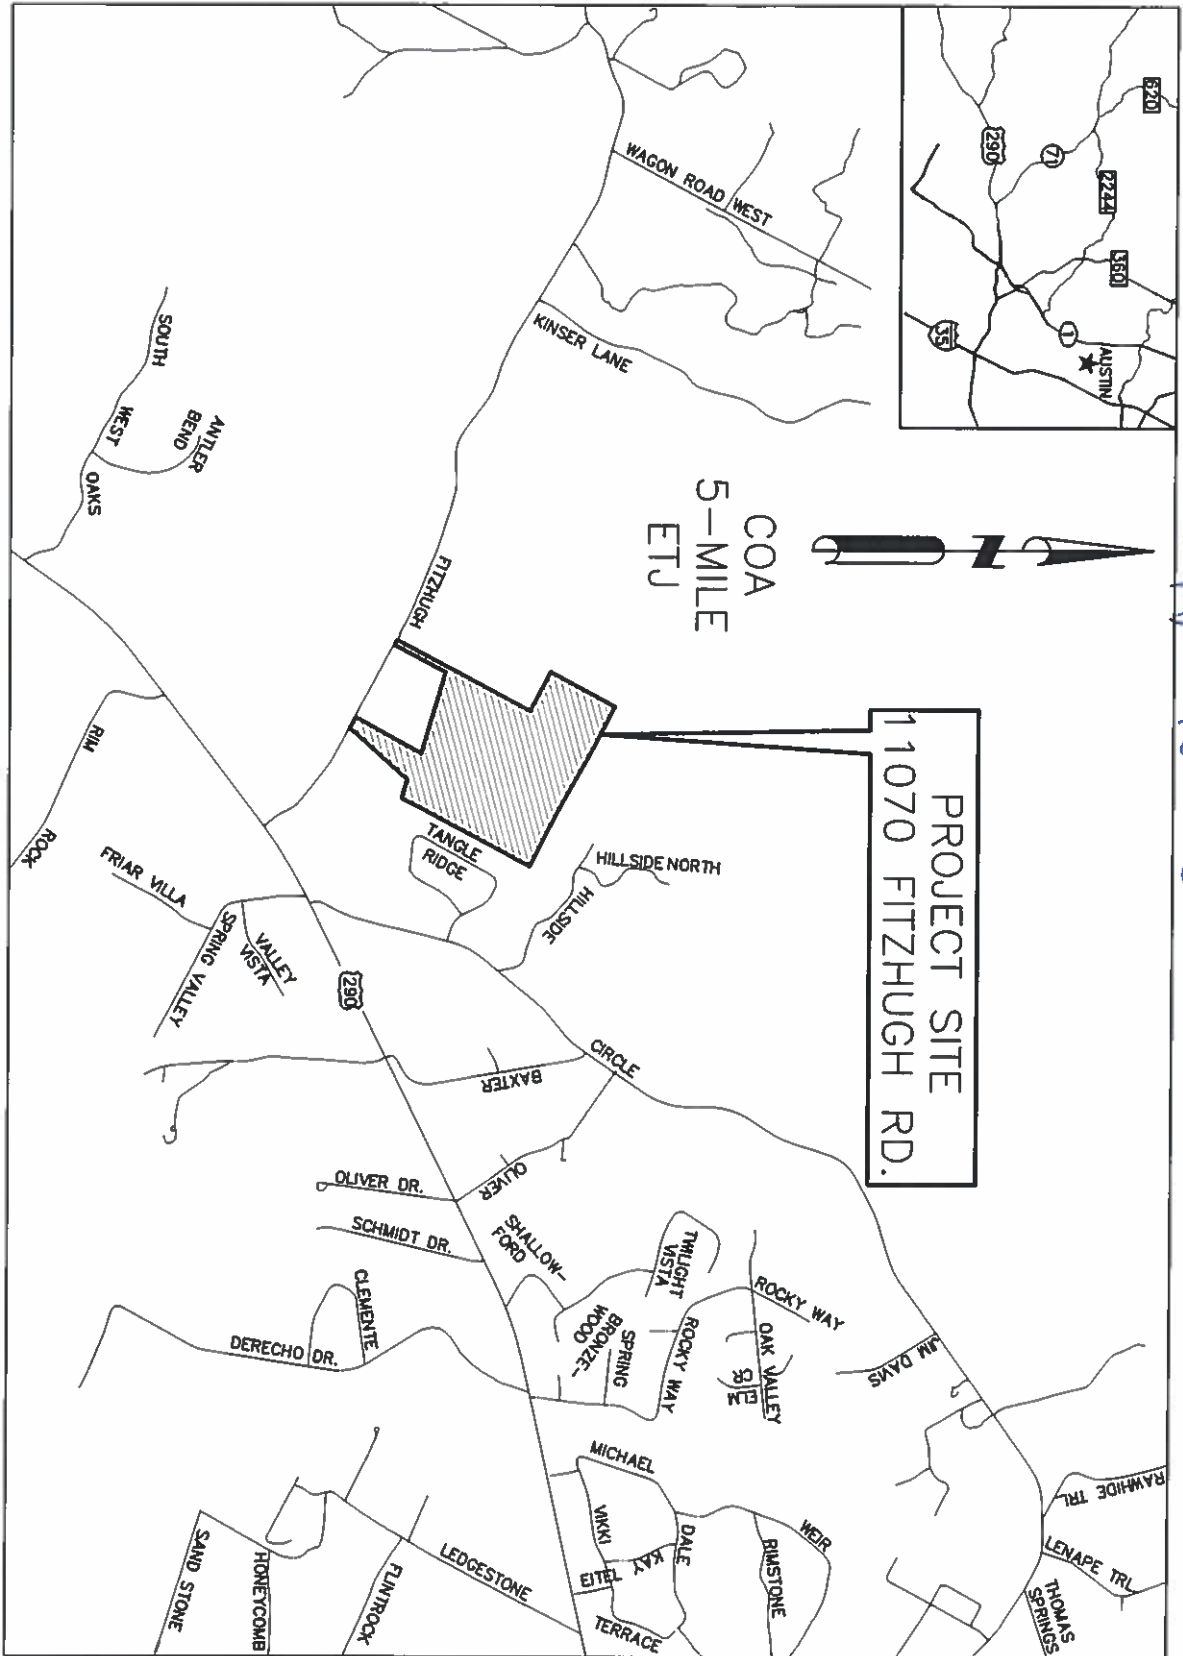 620
71
290
2244
360
1
35
AUSTIN
WAGON ROAD WEST
KINSER LANE
COA
5-MILE
ETJ
N
PROJECT SITE
11070 FITZHUGH RD.
SOUTH
WEST
OAKS
ANTLER
BEND
FITZHUGH
RIM
ROCK
TANGLE
RIDGE
HILLSIDE NORTH
HILLSIDE
FRIAR VILLA
SPRING VALLEY
VALLEY
VISTA
290
CIRCLE
BAXTER
OLIVER
OLIVER DR.
SCHMIDT DR.
SHALLOW-
FORD
TWILIGHT
VISTA
ROCKY WAY
OAK VALLEY
ELM
CR
ROCKY WAY
SPRING
BRONZE-
WOOD
JIM DAVIS
CLEMENTE
DERECHO DR.
RAWHIDE TRL
LENAPE TRL
THOMAS
SPRINGS
MICHAEL
VIKKI
DALE
KAY
EITEL
TERRACE
WEIR
RIMSTONE
LEDGESTONE
FLINTROCK
HONEYCOMB
SAND STONE